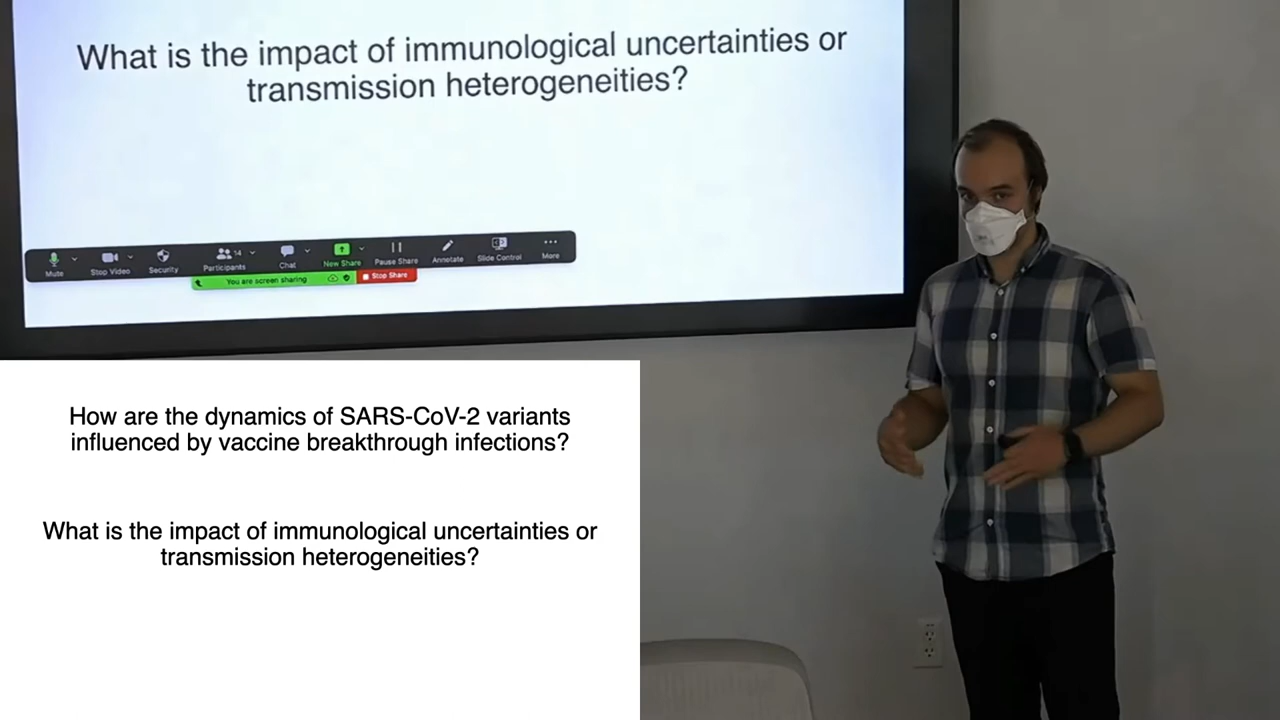 What is the impact of immunological uncertainties or
transmission heterogeneities?
14
Mute
Stop Video
Security
Participants
Chat
New Share
Pause Share
Annotate
Slide Control
More
You are screen sharing
Stop Share
How are the dynamics of SARS-CoV-2 variants
influenced by vaccine breakthrough infections?
What is the impact of immunological uncertainties or
transmission heterogeneities?